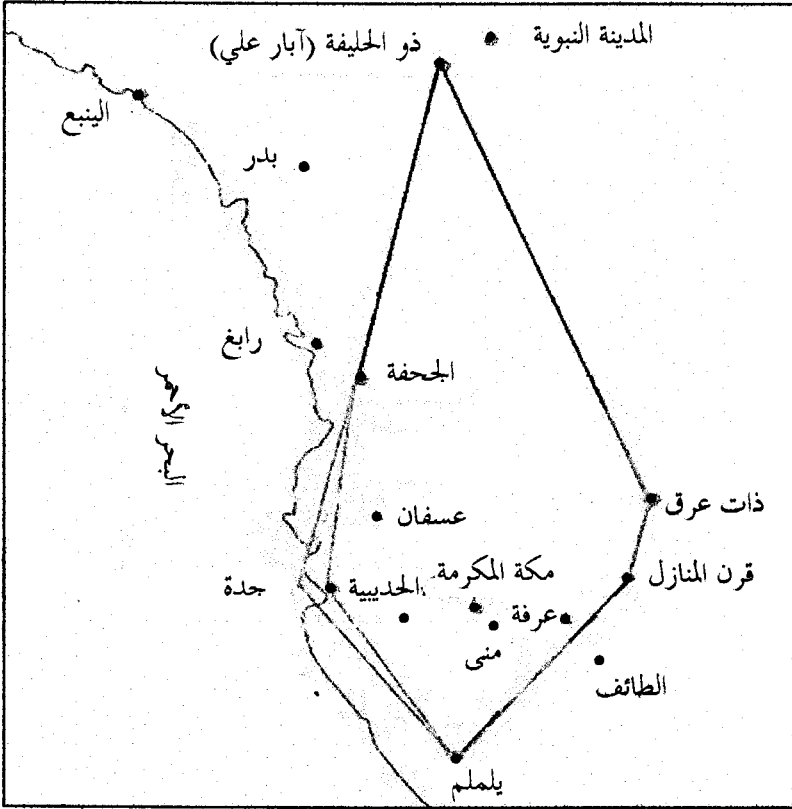 المدينة النبوية
ذو الحليفة (آبار علي)
الينبع
بدر
رابغ
الجحفة
البحر الأحمر
ذات عرق
عسفان
قرن المنازل
مكة المكرمة
الحديبية
جدة
عرفة
منى
الطائف
يلملم